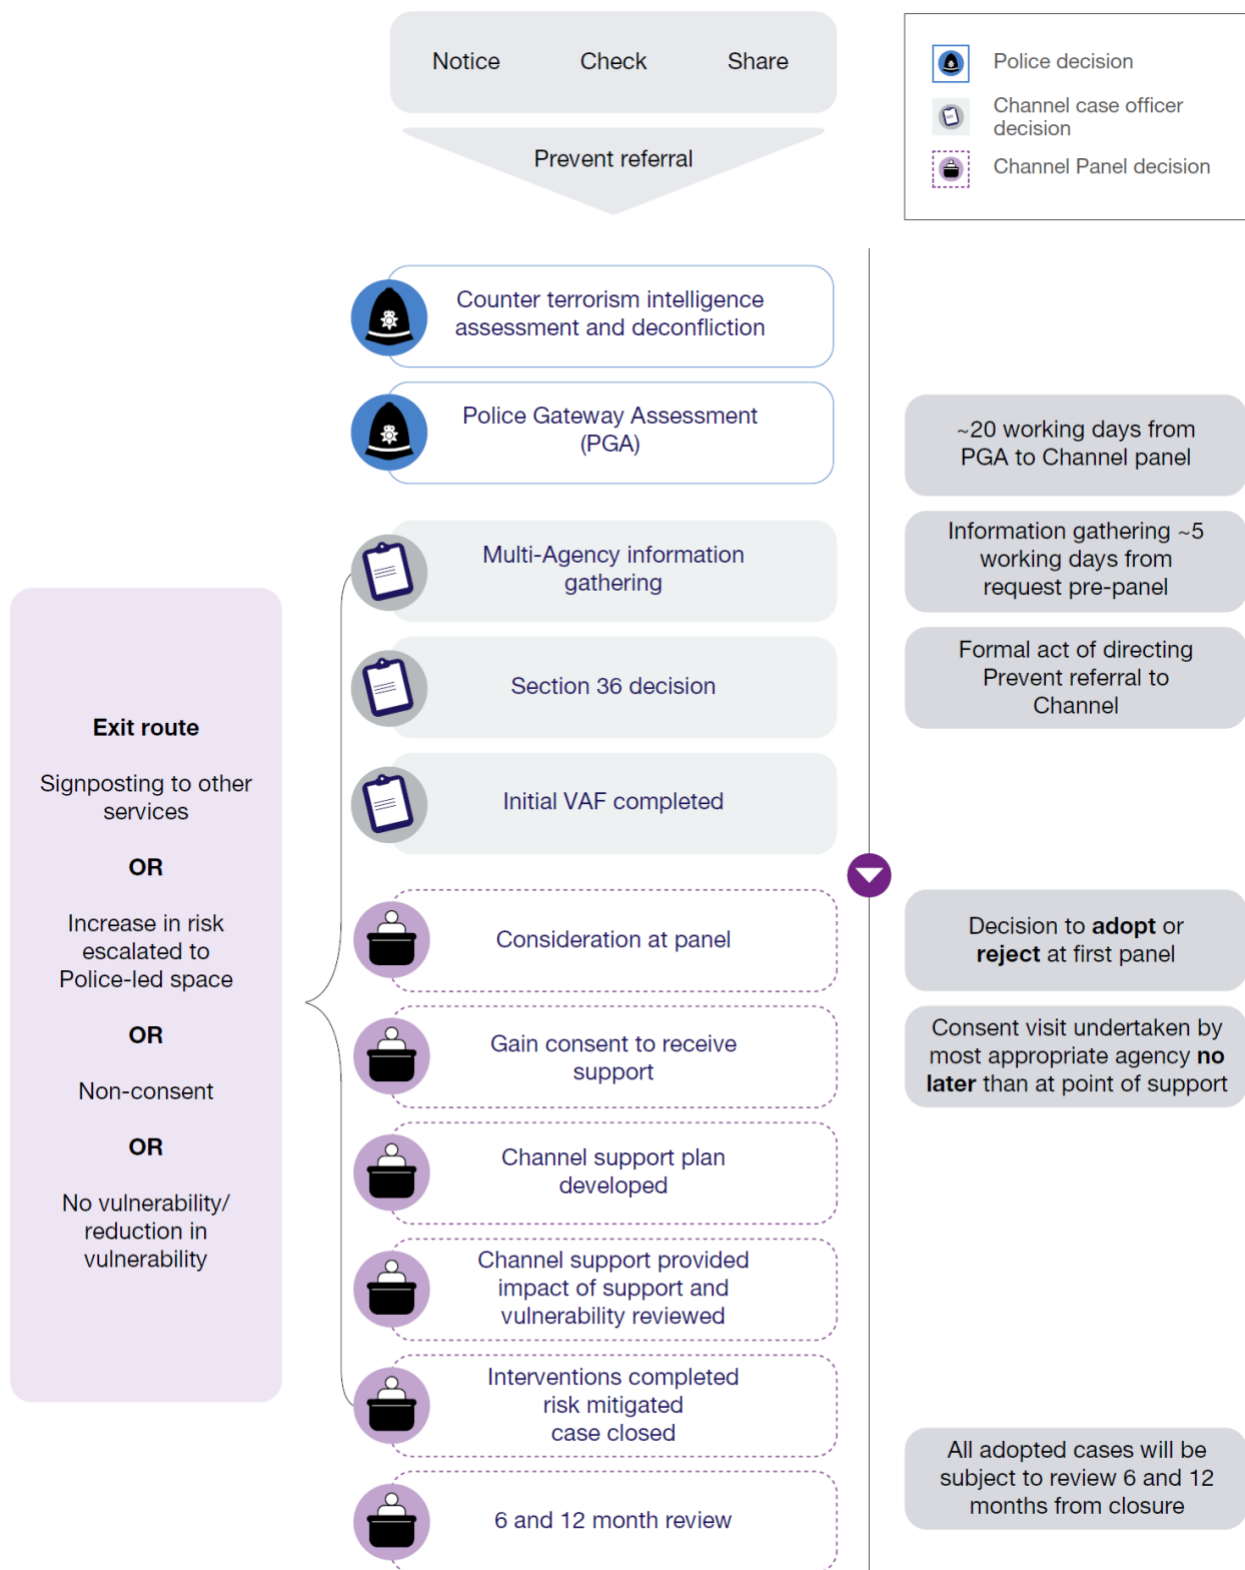 Notice Check Share
Prevent referral
Police decision
Channel case officer
decision
Channel Panel decision
Counter terrorism intelligence
assessment and deconfliction
Police Gateway Assessment
(PGA)
~20 working days from
PGA to Channel panel
Multi-Agency information
gathering
Information gathering ~5
working days from
request pre-panel
Section 36 decision
Formal act of directing
Prevent referral to
Channel
Initial VAF completed
Exit route
Signposting to other
services
OR
Increase in risk
escalated to
Police-led space
OR
Non-consent
OR
No vulnerability/
reduction in
vulnerability
Consideration at panel
Decision to adopt or
reject at first panel
Gain consent to receive
support
Consent visit undertaken by
most appropriate agency no
later than at point of support
Channel support plan
developed
Channel support provided
impact of support and
vulnerability reviewed
Interventions completed
risk mitigated
case closed
6 and 12 month review
All adopted cases will be
subject to review 6 and 12
months from closure